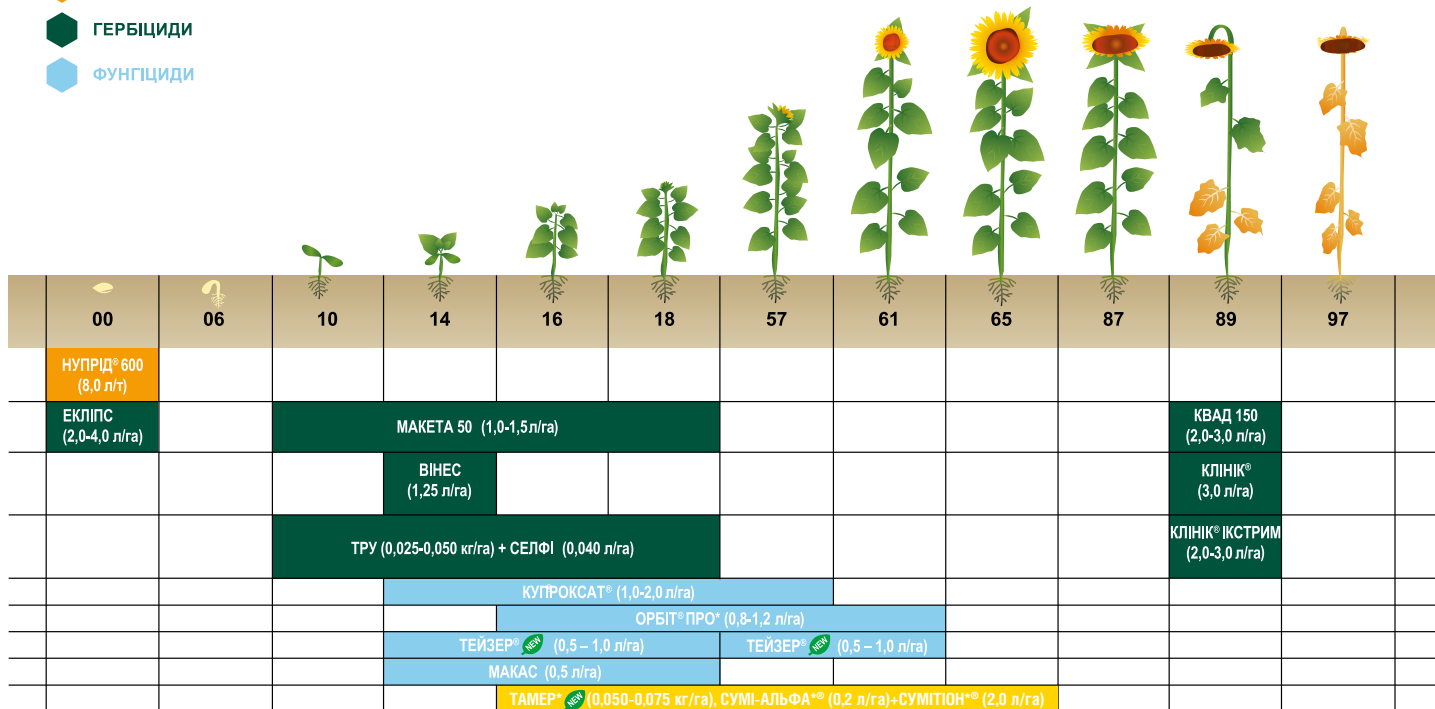 ГЕРБІЦИДИ
ФУНГІЦИДИ
00 06 10 14 16 18 57 61 65 87 89 97
НУПРІД® 600
(8,0 л/т)
ЕКЛІПС
(2,0-4,0 л/га)
МАКЕТА 50 (1,0-1,5л/га)
КВАД 150
(2,0-3,0 л/га)
ВІНЕС
(1,25 л/га)
КЛІНІК®
(3,0 л/га)
ТРУ (0,025-0,050 кг/га) + СЕЛФІ (0,040 л/га)
КЛІНІК® ІКСТРИМ
(2,0-3,0 л/га)
КУПРОКСАТ® (1,0-2,0 л/га)
ОРБІТ® ПРО* (0,8-1,2 л/га)
ТЕЙЗЕР® NEW (0,5 – 1,0 л/га)
ТЕЙЗЕР® NEW (0,5 – 1,0 л/га)
МАКАС (0,5 л/га)
ТАМЕР* NEW (0,050-0,075 кг/га), СУМІ-АЛЬФА*® (0,2 л/га)+СУМІТІОН*® (2,0 л/га)